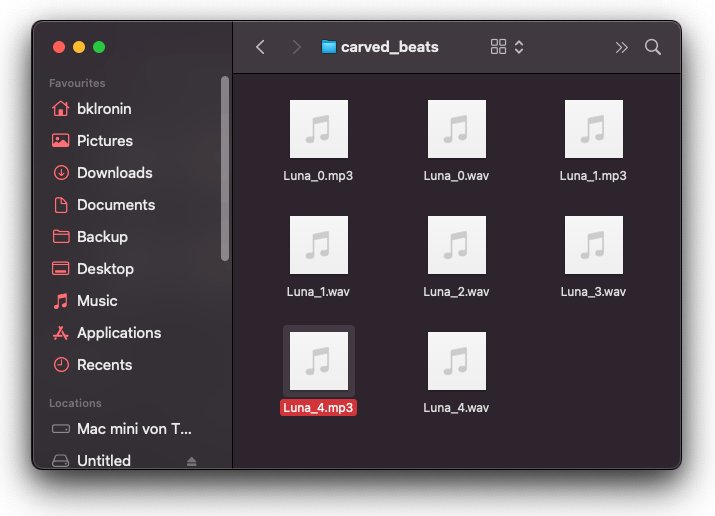 carved_beats
Favourites
bklronin
Pictures
Downloads
Documents
Backup
Desktop
Music
Applications
Recents
Locations
Mac mini von T...
Untitled
Luna_0.mp3
Luna_0.wav
Luna_1.mp3
Luna_1.wav
Luna_2.wav
Luna_3.wav
Luna_4.mp3
Luna_4.wav